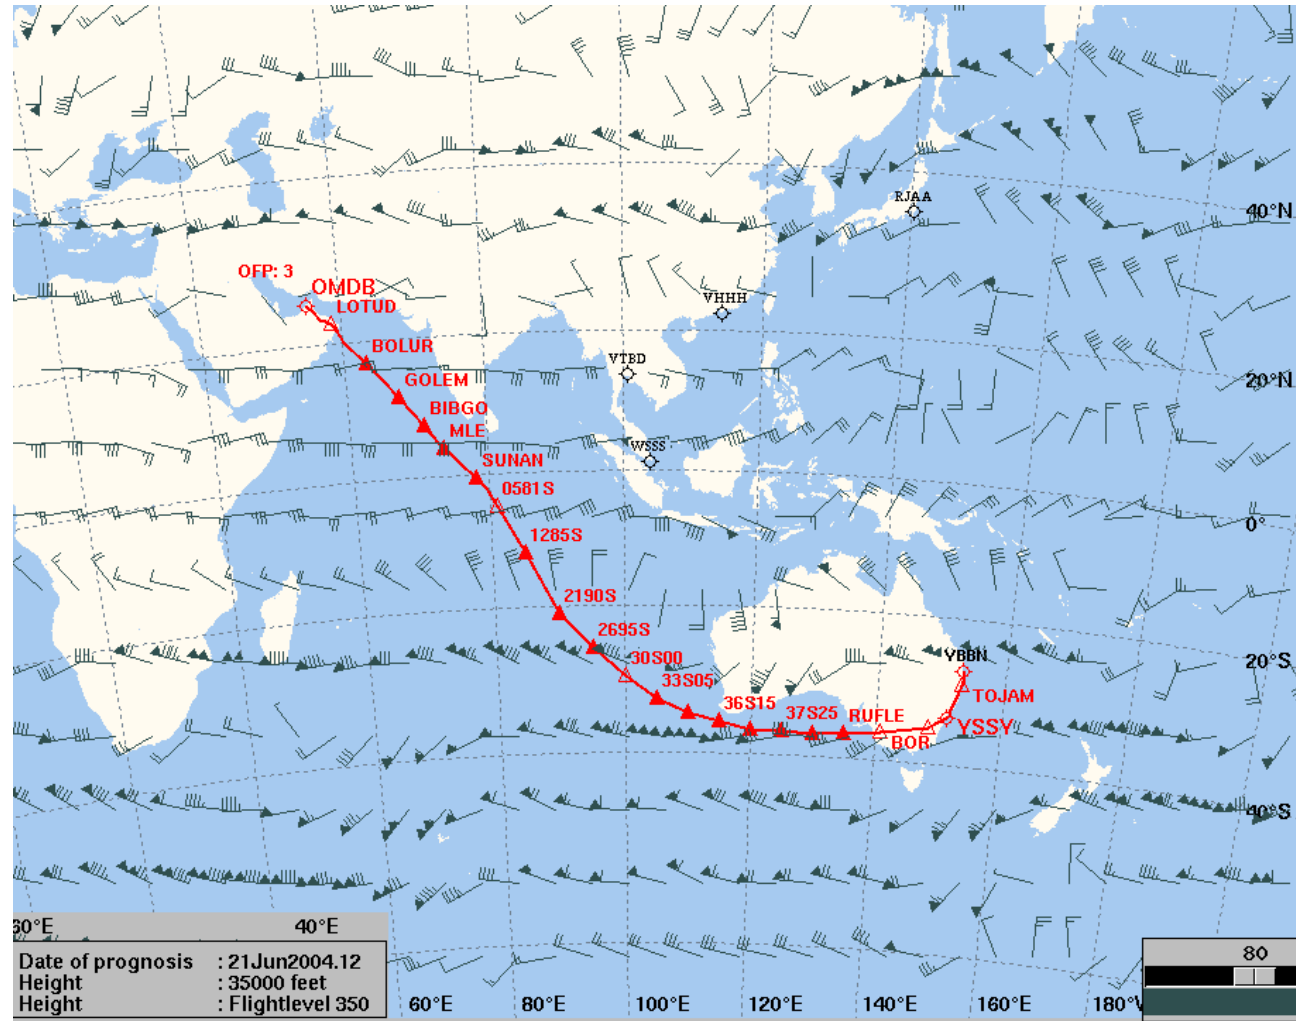 RJAA
40°N
OFP: 3
OMDB
LOTUD
VHHH
BOLUR
VTBD
GOLEM
20°N
BIBGO
MLE
WSSS
SUNAN
0581S
0°
1285S
2190S
2695S
30S00
YBBN
20°S
33S05
TOJAM
36S15
37S25
RUFLE
YSSY
BOR
40°S
60°E
40°E
80
Date of prognosis : 21Jun2004.12
Height : 35000 feet
Height : Flightlevel 350
60°E
80°E
100°E
120°E
140°E
160°E
180°